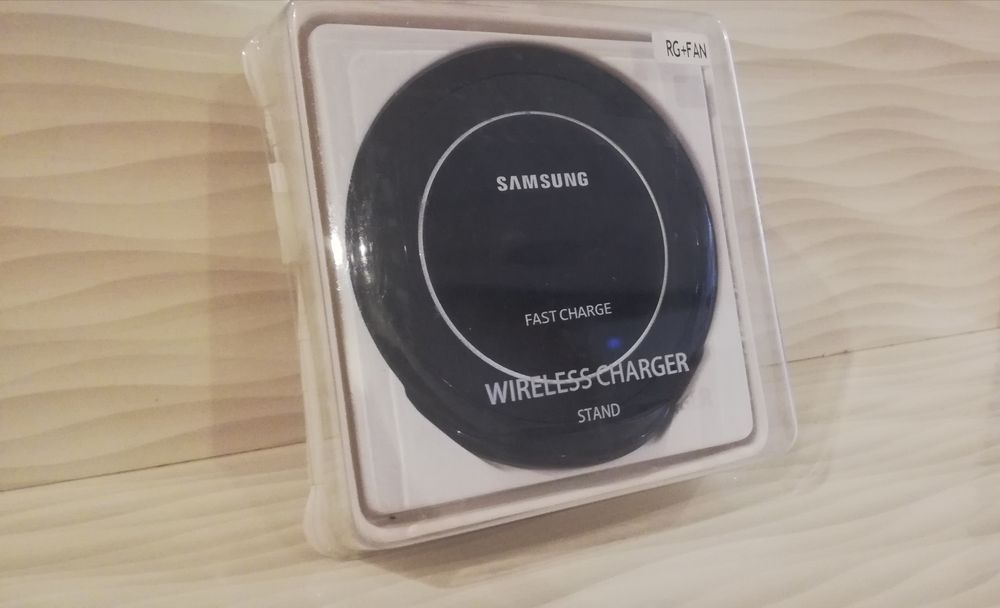 RG+FAN
SAMSUNG
FAST CHARGE
WIRELESS CHARGER
STAND